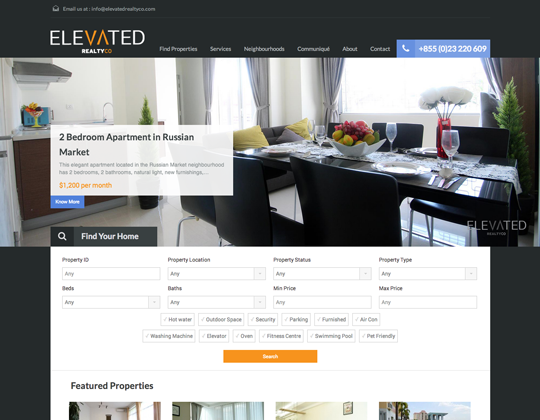 Email us at : info@elevatedrealtyco.com
ELEVATED
REALTYCO
Find Properties Services Neighbourhoods Communiqué About Contact +855 (0)23 220 609
2 Bedroom Apartment in Russian
Market
This elegant apartment located in the Russian Market neighbourhood
has 2 bedrooms, 2 bathrooms, natural light, new furnishings,...
$1,200 per month
Know More
ELEVATED
REALTYCO
Find Your Home
Property ID Property Location Property Status Property Type
Any Any Any Any
Beds Baths Min Price Max Price
Any Any Any Any
✓ Hot water ✓ Outdoor Space ✓ Security ✓ Parking ✓ Furnished ✓ Air Con
✓ Washing Machine ✓ Elevator ✓ Oven ✓ Fitness Centre ✓ Swimming Pool ✓ Pet Friendly
Search
Featured Properties